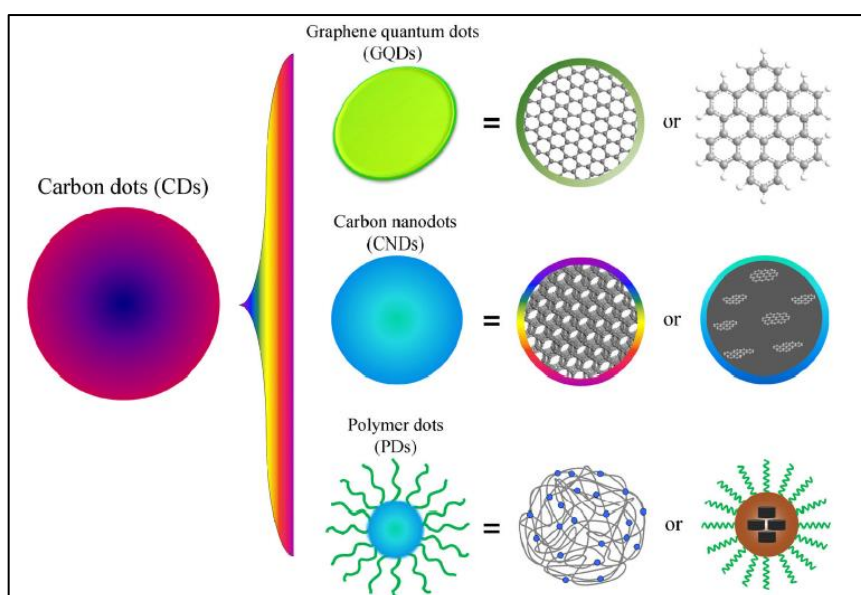 Graphene quantum dots
(GQDs)
=
or
Carbon dots (CDs)
Carbon nanodots
(CNDs)
=
or
Polymer dots
(PDs)
=
or